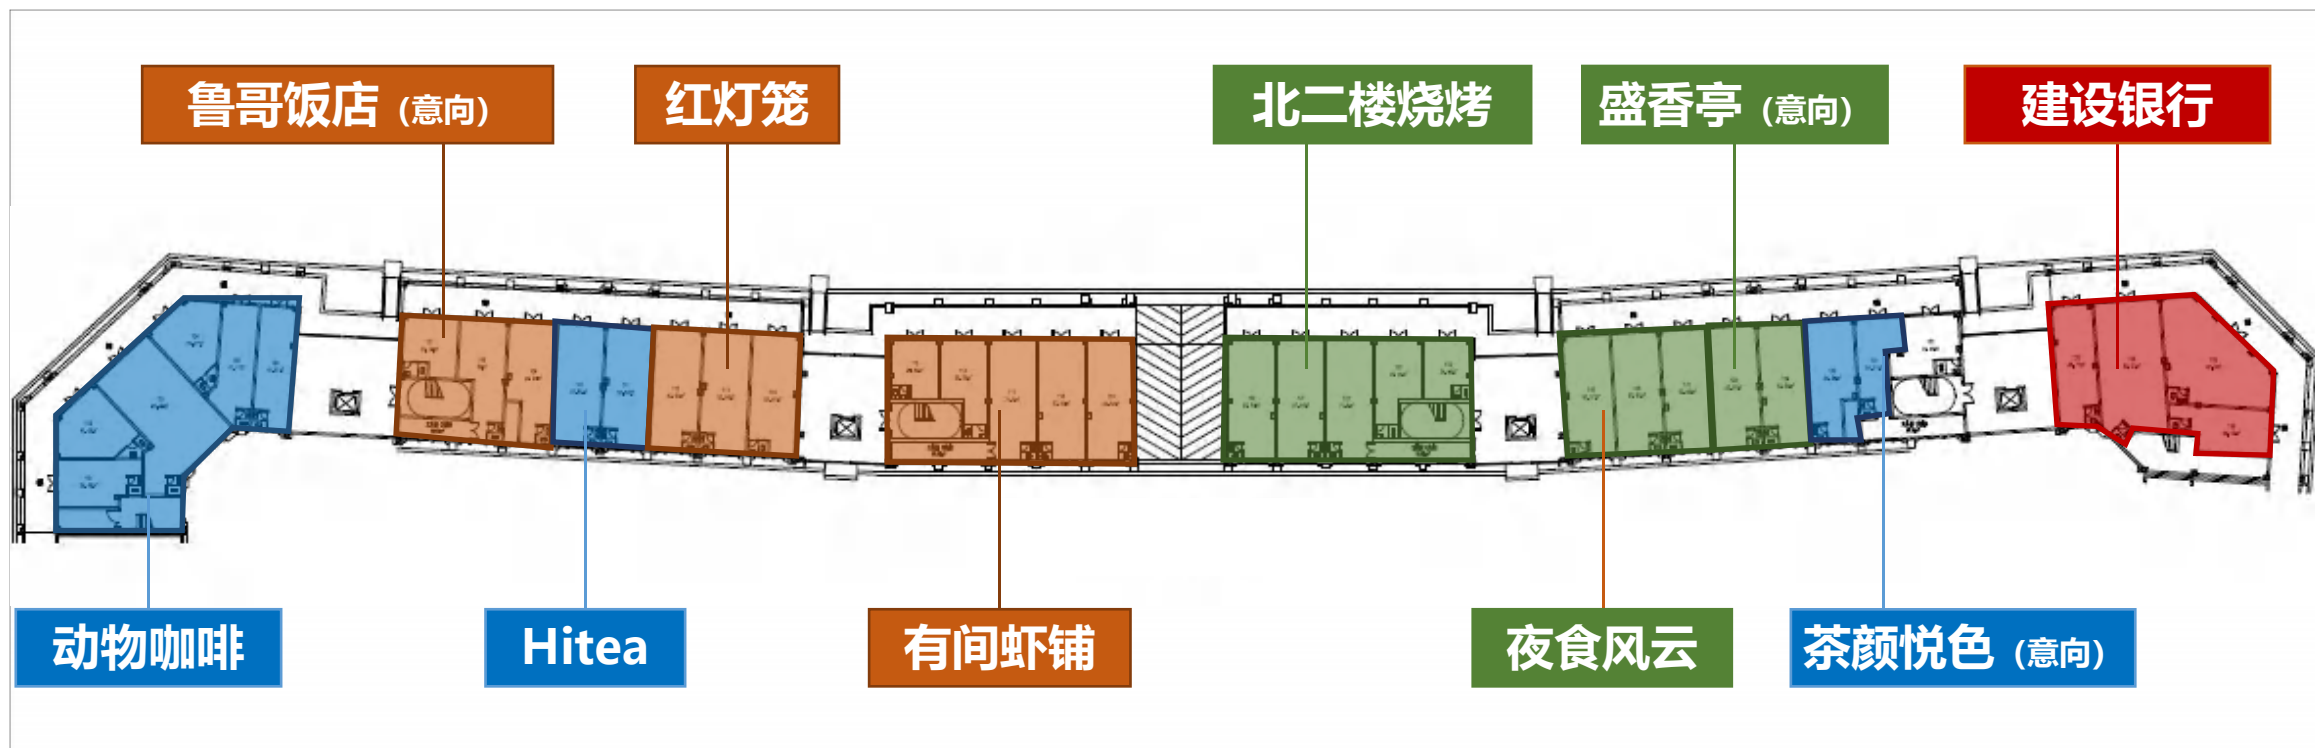 鲁哥饭店（意向）
红灯笼
北二楼烧烤
盛香亭（意向）
建设银行
动物咖啡
Hitea
有间虾铺
夜食风云
茶颜悦色（意向）